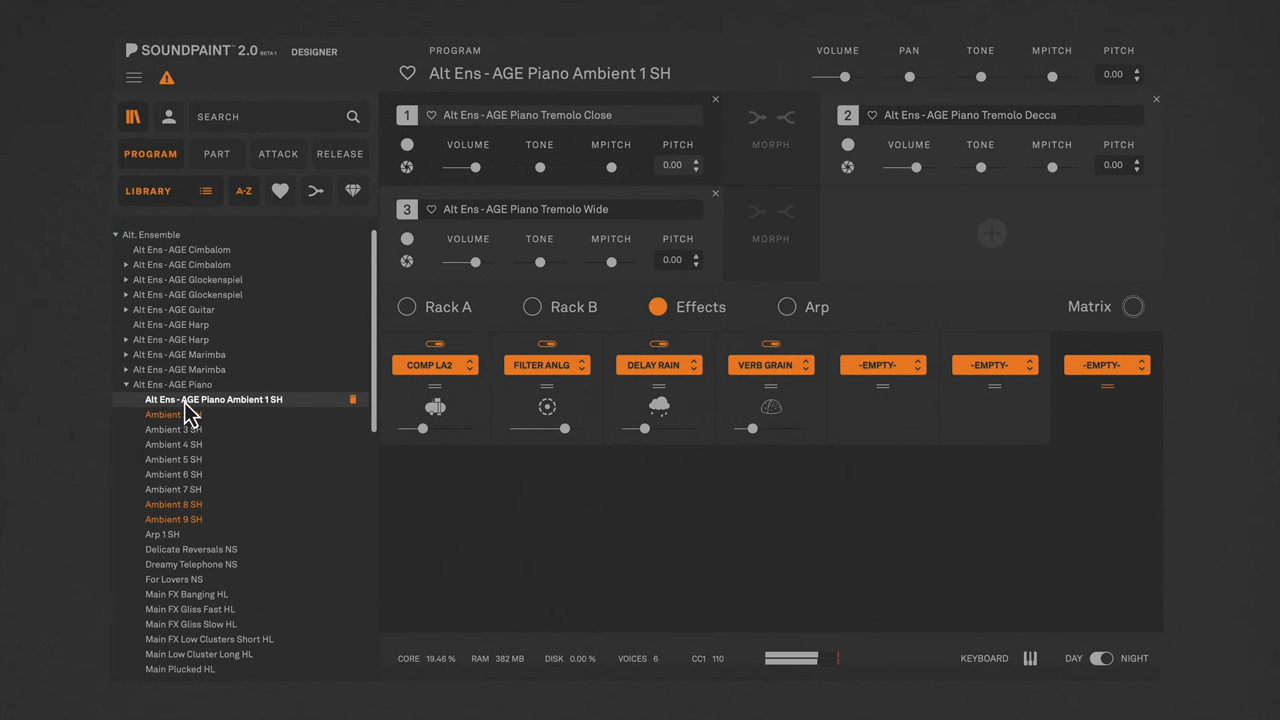 SOUNDPAINT™ 2.0 BETA 1 DESIGNER
PROGRAM
Alt Ens - AGE Piano Ambient 1 SH
VOLUME PAN TONE MPITCH PITCH
0.00
SEARCH
PROGRAM PART ATTACK RELEASE
LIBRARY A-Z
1 Alt Ens - AGE Piano Tremolo Close
VOLUME TONE MPITCH PITCH
0.00
MORPH
2 Alt Ens - AGE Piano Tremolo Decca
VOLUME TONE MPITCH PITCH
0.00
3 Alt Ens - AGE Piano Tremolo Wide
VOLUME TONE MPITCH PITCH
0.00
MORPH
Alt. Ensemble
Alt Ens - AGE Cimbalom
Alt Ens - AGE Cimbalom
Alt Ens - AGE Glockenspiel
Alt Ens - AGE Glockenspiel
Alt Ens - AGE Guitar
Alt Ens - AGE Harp
Alt Ens - AGE Harp
Alt Ens - AGE Marimba
Alt Ens - AGE Marimba
Alt Ens - AGE Piano
Alt Ens - AGE Piano Ambient 1 SH
Ambient
Ambient 3 SH
Ambient 4 SH
Ambient 5 SH
Ambient 6 SH
Ambient 7 SH
Ambient 8 SH
Ambient 9 SH
Arp 1 SH
Delicate Reversals NS
Dreamy Telephone NS
For Lovers NS
Main FX Banging HL
Main FX Gliss Fast HL
Main FX Gliss Slow HL
Main FX Low Clusters Short HL
Main Low Cluster Long HL
Main Plucked HL
Rack A Rack B Effects Arp Matrix
COMP LA2 FILTER ANLG DELAY RAIN VERB GRAIN -EMPTY- -EMPTY- -EMPTY-
CORE 19.46 % RAM 382 MB DISK 0.00 % VOICES 6 CC1 110 KEYBOARD DAY NIGHT